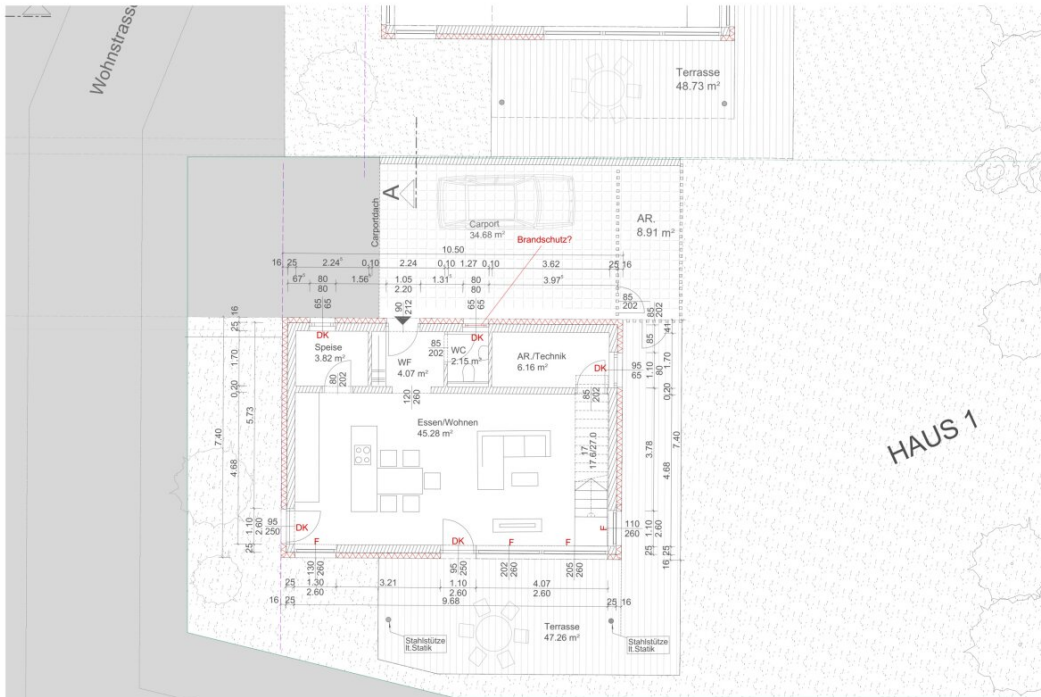 Wohnstrasse
Terrasse
48.73 m²
A
Carportdach
Carport
34.68 m²
AR.
8.91 m²
Brandschutz?
10.50
16 25 2.24⁵ 0,10 2.24 0,10 1.27 0,10 3.62 25 16
67⁵ 80 1.56⁵ 1.05 1.31⁵ 80 3.97⁵
80 2.20 80
65
65
90
212
65
65
85
202
85
202
DK
Speise
3.82 m²
80
202
WF
4.07 m²
85
202
WC
2.15 m²
DK
AR./Technik
6.16 m²
DK
95
65
85
202
120
260
Essen/Wohnen
45.28 m²
17
17.6/27.0
25 16
1.70
0,20
5.73
7.40
4.68
1.10
2.60
25
41
85
1.70
1.10
80
0,20
3.78
4.68
7.40
1.10
2.60
25
25
16
HAUS 1
95
250
DK
F
DK
F
F
F
110
260
130
260
95
250
202
260
205
260
25 1.30 3.21 1.10 4.07
2.60 2.60 2.60
16 25 9.68 25 16
Terrasse
47.26 m²
Stahlstütze
lt.Statik
Stahlstütze
lt.Statik